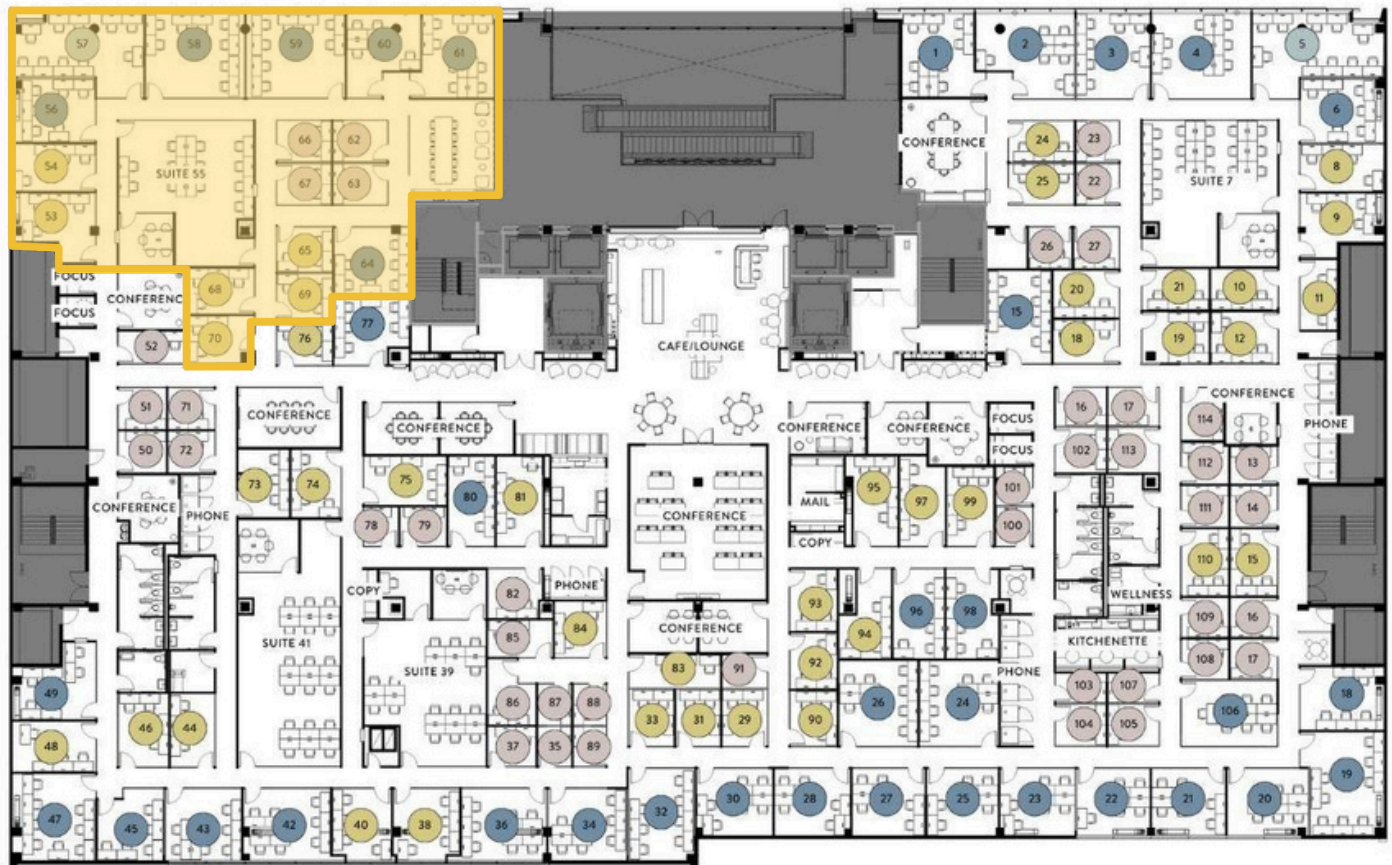 57 58 59 60 61 1 2 3 4 5
56 6
66 62 CONFERENCE 24 23
54 SUITE 55 67 63 25 22 SUITE 7 8
53 9
65 64 26 27
FOCUS 68 69 20 21 10 11
CONFERENC
FOCUS 70 76 77 15 18 19 12
52 CAFE/LOUNGE
51 71 CONFERENCE CONFERENCE CONFERENCE CONFERENCE FOCUS 16 17 114 CONFERENCE PHONE
50 72 FOCUS 102 113 112 13
73 74 75 80 81 95 97 99 101
CONFERENCE PHONE 78 79 CONFERENCE MAIL 100 111 14
COPY
110 15
COPY 82 PHONE 93 96 98 WELLNESS
SUITE 41 SUITE 39 85 84 CONFERENCE 94 KITCHENETTE 109 16
83 91 92 PHONE 108 17
49 86 87 88 26 24 103 107 18
46 44 33 31 29 90 104 105 106
48 37 35 89
47 45 43 42 40 38 36 34 32 30 28 27 25 23 22 21 20 19